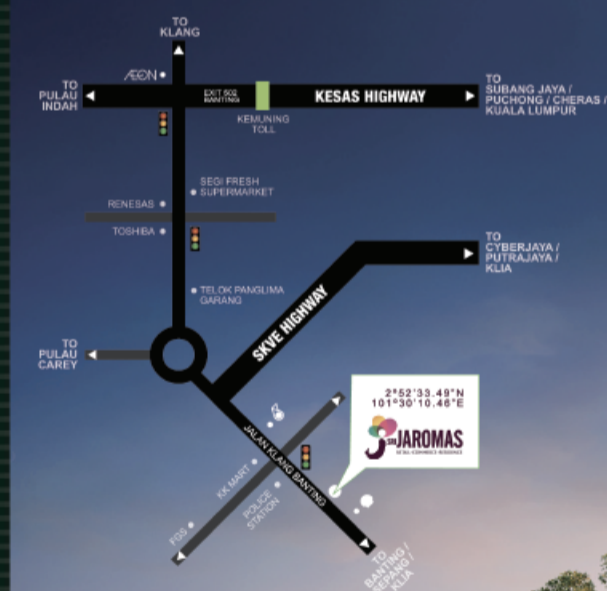 TO
KLANG
ÆON
TO
PULAU
INDAH
EXIT 502
BANTING
KESAS HIGHWAY
TO
SUBANG JAYA /
PUCHONG / CHERAS /
KUALA LUMPUR
KEMUNING
TOLL
SEGI FRESH
SUPERMARKET
RENESAS
TOSHIBA
TO
CYBERJAYA /
PUTRAJAYA /
KLIA
TELOK PANGLIMA
GARANG
SKVE HIGHWAY
TO
PULAU
CAREY
2°52'33.49"N
101°30'10.46"E
JAROMAS
JALAN KLANG BANTING
KK MART
POLICE
STATION
FGS
TO
BANTING /
SEPANG /
KLIA